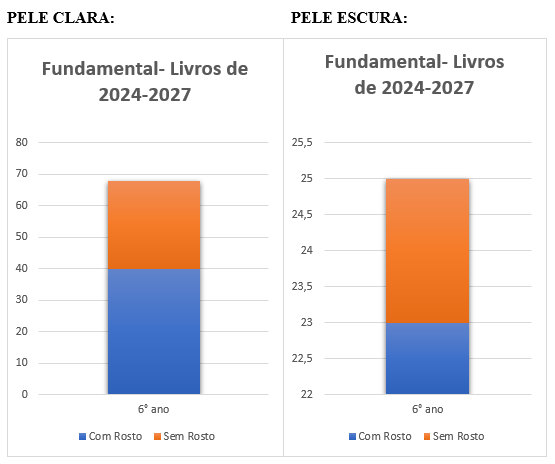 PELE CLARA:
PELE ESCURA:
Fundamental- Livros de
2024-2027
80
70
60
50
40
30
20
10
0
6° ano
Com Rosto
Sem Rosto
Fundamental- Livros
de 2024-2027
25,5
25
24,5
24
23,5
23
22,5
22
6° ano
Com Rosto
Sem Rosto